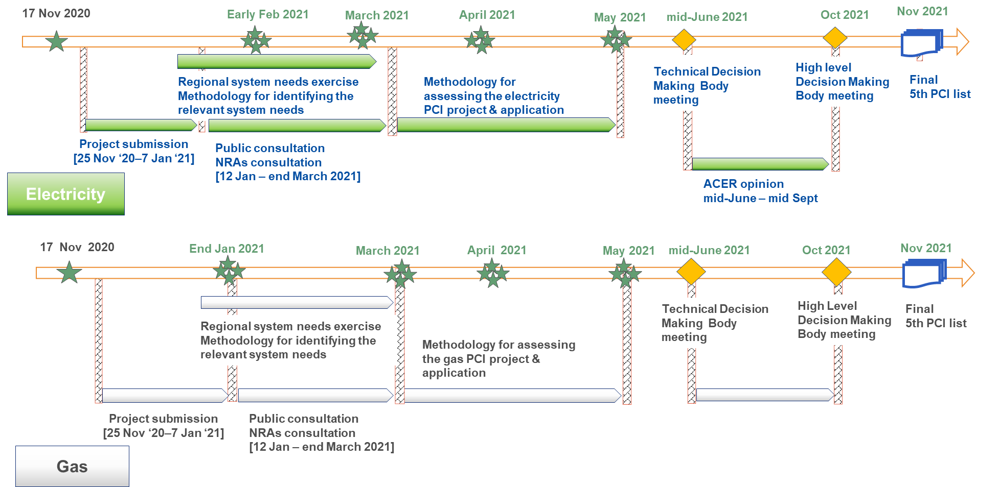 17 Nov 2020
Early Feb 2021
March 2021
April 2021
May 2021
mid-June 2021
Oct 2021
Nov 2021
Regional system needs exercise
Methodology for identifying the
relevant system needs
Methodology for
assessing the electricity
PCI project & application
Technical Decision
Making Body
meeting
High level
Decision Making
Body meeting
Final
5th PCI list
Project submission
[25 Nov ‘20–7 Jan ‘21]
Public consultation
NRAs consultation
[12 Jan – end March 2021]
ACER opinion
mid-June – mid Sept
Electricity
17 Nov 2020
End Jan 2021
March 2021
April 2021
May 2021
mid-June 2021
Oct 2021
Nov 2021
Regional system needs exercise
Methodology for identifying the
relevant system needs
Methodology for assessing
the gas PCI project &
application
Technical Decision
Making Body
meeting
High Level
Decision Making
Body meeting
Final
5th PCI list
Project submission
[25 Nov ‘20–7 Jan ‘21]
Public consultation
NRAs consultation
[12 Jan – end March 2021]
Gas